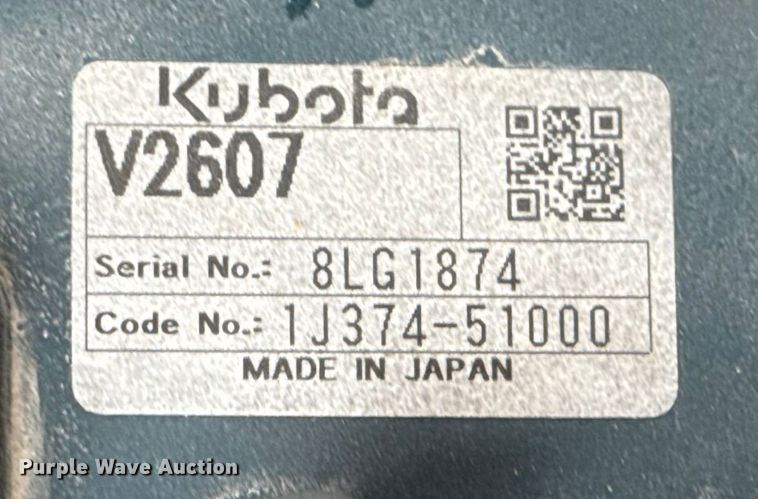 Kubota
V2607
Serial No.: 8LG1874
Code No.: 1J374-51000
MADE IN JAPAN
Purple Wave Auction